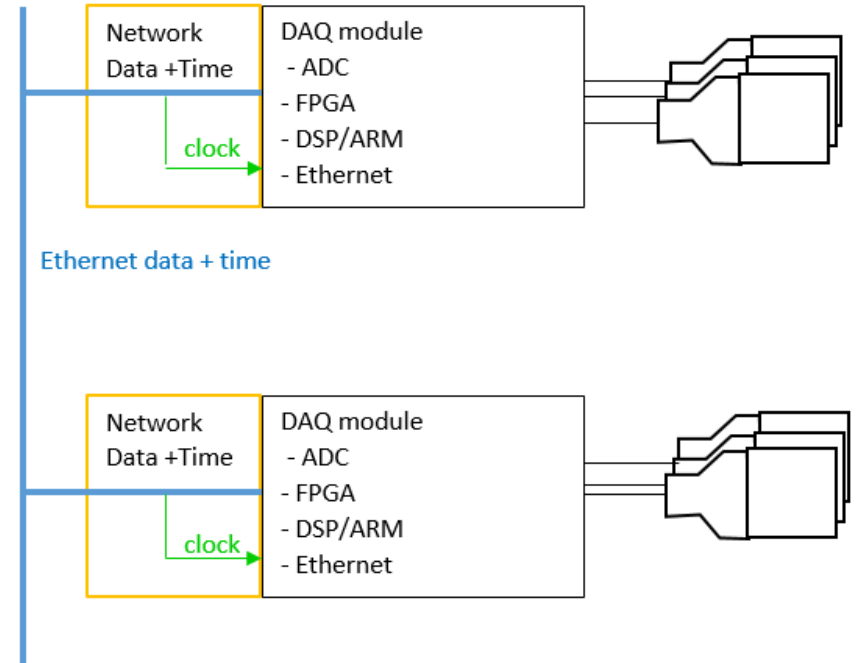 Network
Data +Time
clock
DAQ module
- ADC
- FPGA
- DSP/ARM
- Ethernet
Ethernet data + time
Network
Data +Time
clock
DAQ module
- ADC
- FPGA
- DSP/ARM
- Ethernet